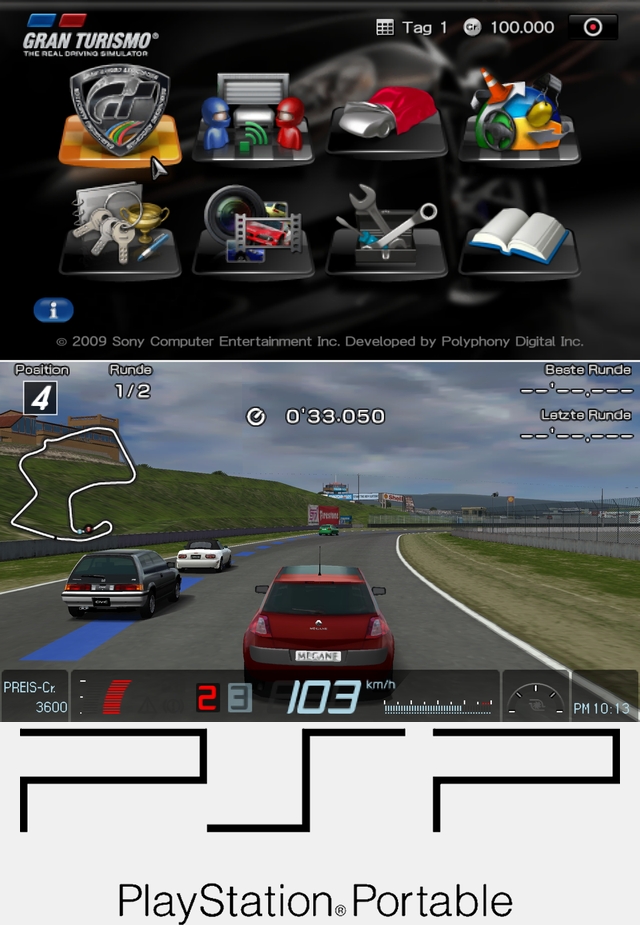 GRAN TURISMO®
THE REAL DRIVING SIMULATOR
Tag 1 Cr. 100.000
© 2009 Sony Computer Entertainment Inc. Developed by Polyphony Digital Inc.
Position Runde
4 1/2
0'33.050
Beste Runde
--'--.---
Letzte Runde
--'--.---
MEGANE
PREIS-Cr.
3600
2 3 103 km/h
PM 10:13
PSP
PlayStation®Portable